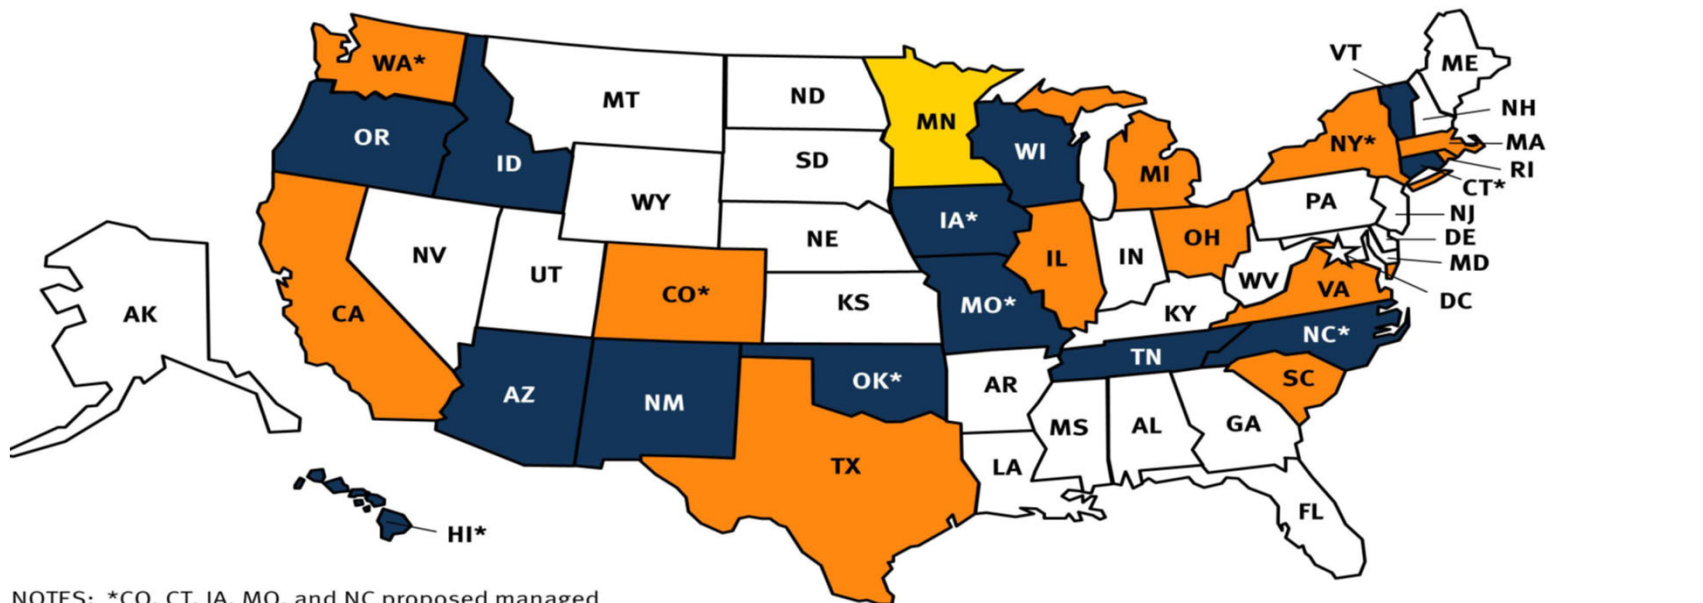 WA*
MT
ND
MN
VT
ME
NH
MA
RI
CT*
NJ
DE
MD
DC
OR
ID
SD
WI
NY*
MI
WY
PA
IA*
NE
OH
IL
IN
NV
UT
CO*
KS
MO*
WV
VA
KY
NC*
AK
CA
TN
AZ
NM
OK*
AR
SC
MS
AL
GA
TX
LA
FL
HI*
NOTES: *CO, CT, IA, MO, and NC proposed managed